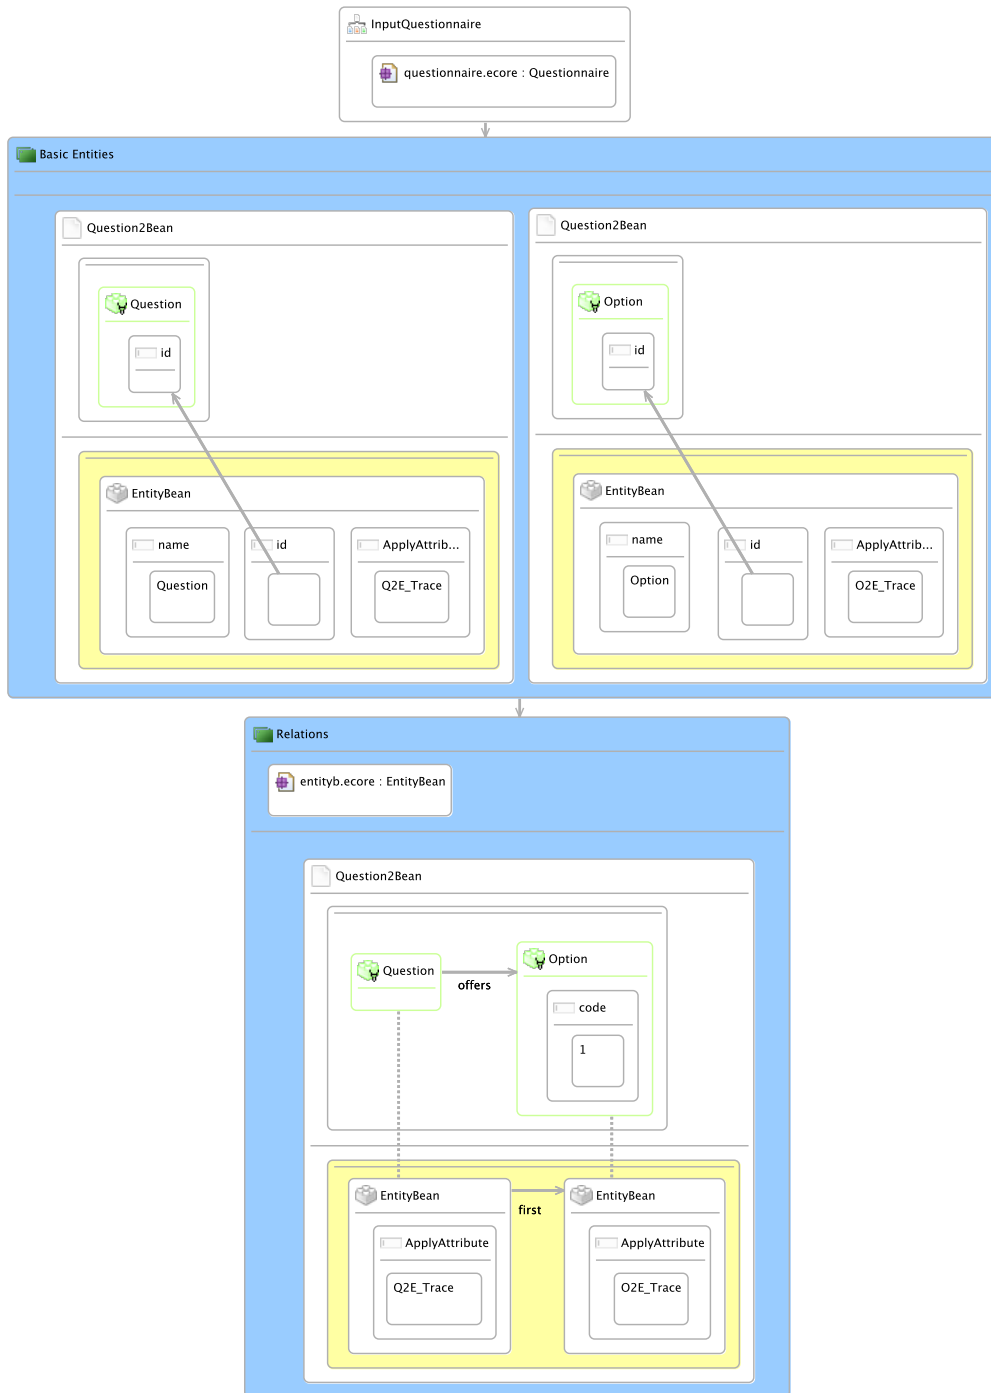 InputQuestionnaire
questionnaire.ecore : Questionnaire
Basic Entities
Question2Bean
Question
id
EntityBean
name
id
ApplyAttrib...
Question
Q2E_Trace
Question2Bean
Option
id
EntityBean
name
id
ApplyAttrib...
Option
O2E_Trace
Relations
entityb.ecore : EntityBean
Question2Bean
Question
offers
Option
code
1
EntityBean
first
EntityBean
ApplyAttribute
ApplyAttribute
Q2E_Trace
O2E_Trace